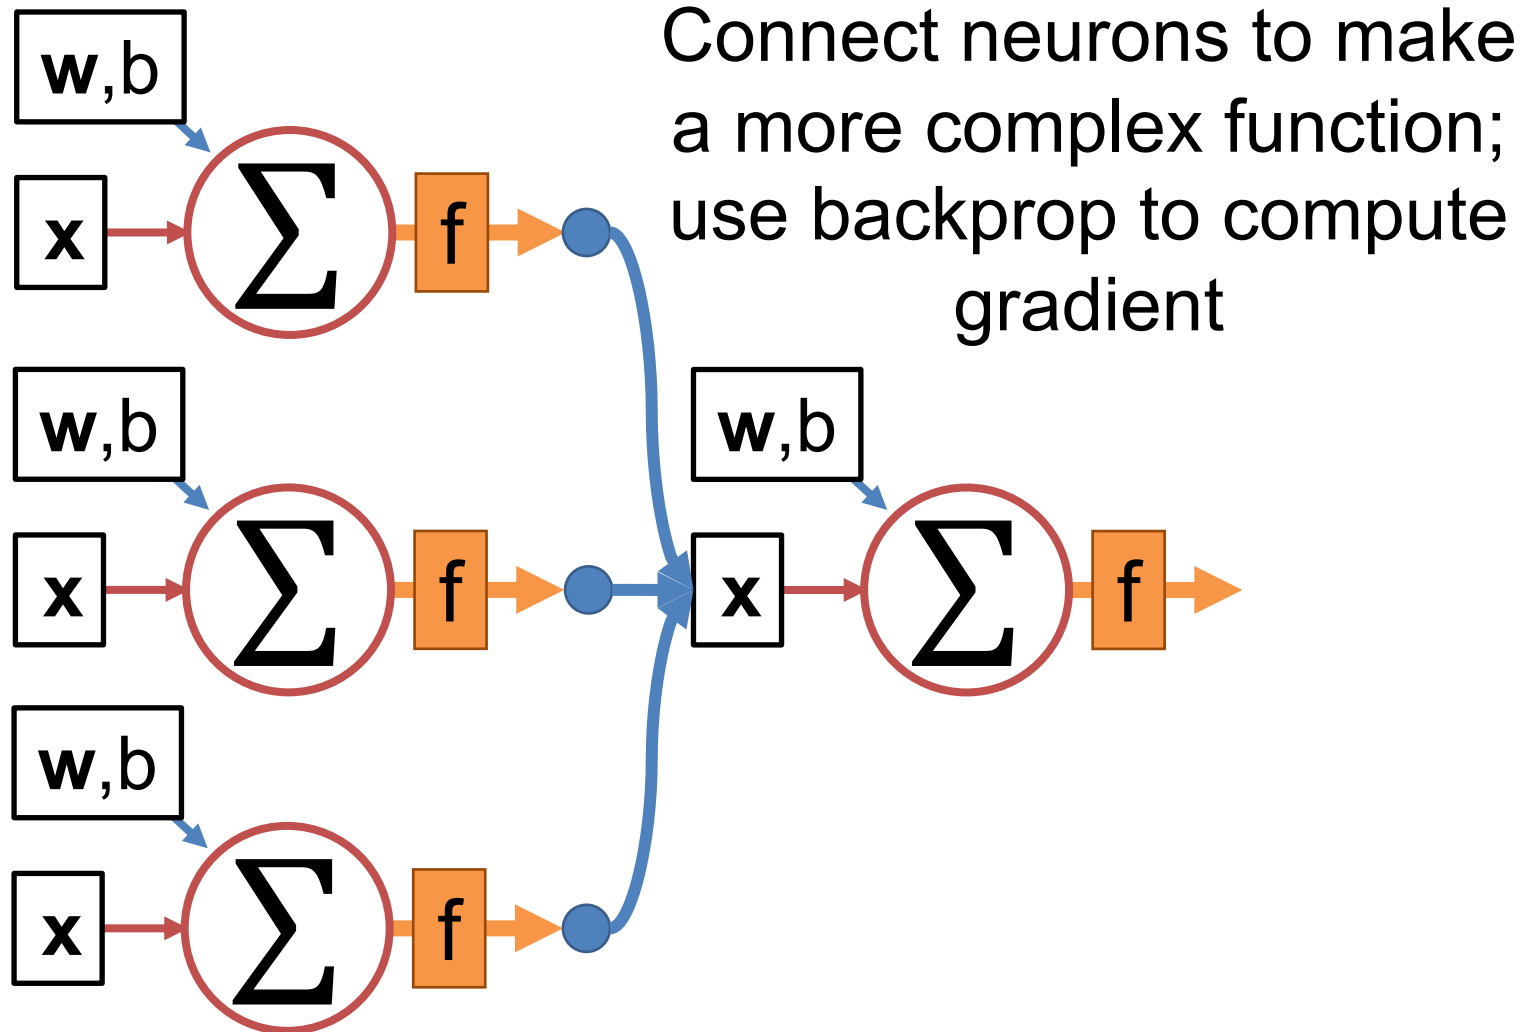 Connect neurons to make
a more complex function;
use backprop to compute
gradient
w,b
x
∑
f
w,b
x
∑
f
w,b
x
∑
f
w,b
x
∑
f